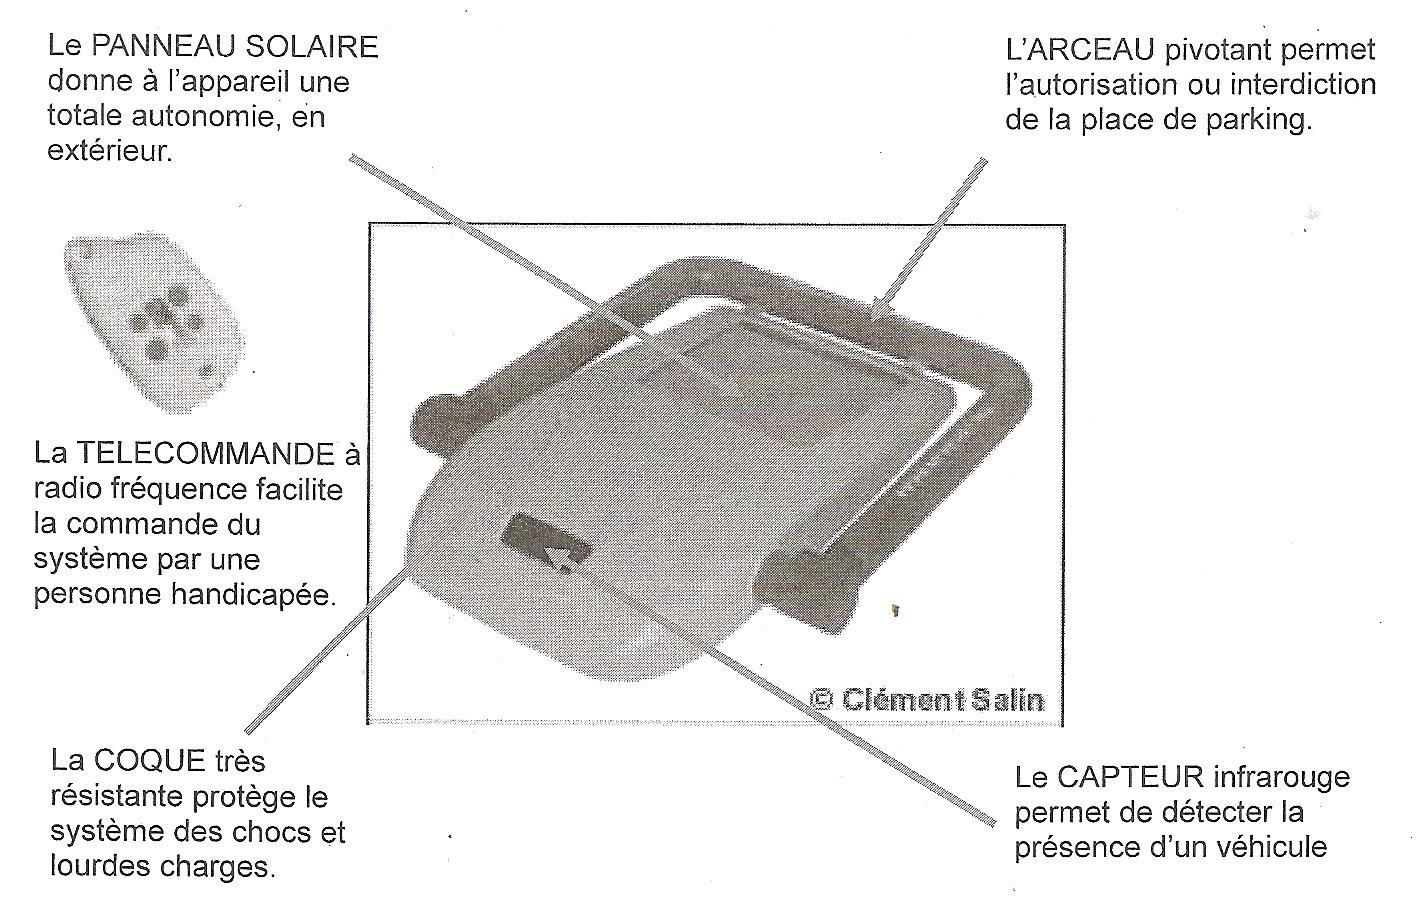 Le PANNEAU SOLAIRE
donne à l'appareil une
totale autonomie, en
extérieur.
L'ARCEAU pivotant permet
l'autorisation ou interdiction
de la place de parking.
La TELECOMMANDE à
radio fréquence facilite
la commande du
système par une
personne handicapée.
© Clément Salin
La COQUE très
résistante protège le
système des chocs et
lourdes charges.
Le CAPTEUR infrarouge
permet de détecter la
présence d'un véhicule